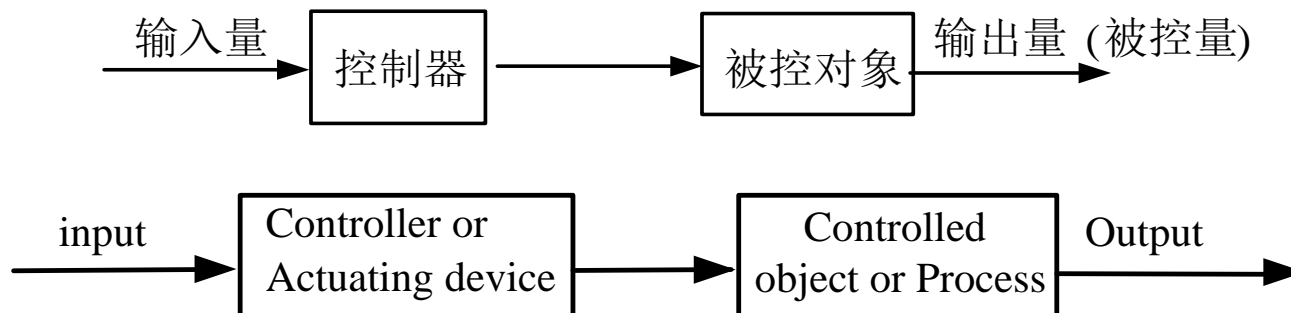 输入量
控制器
被控对象
输出量 (被控量)
input
Controller or
Actuating device
Controlled
object or Process
Output